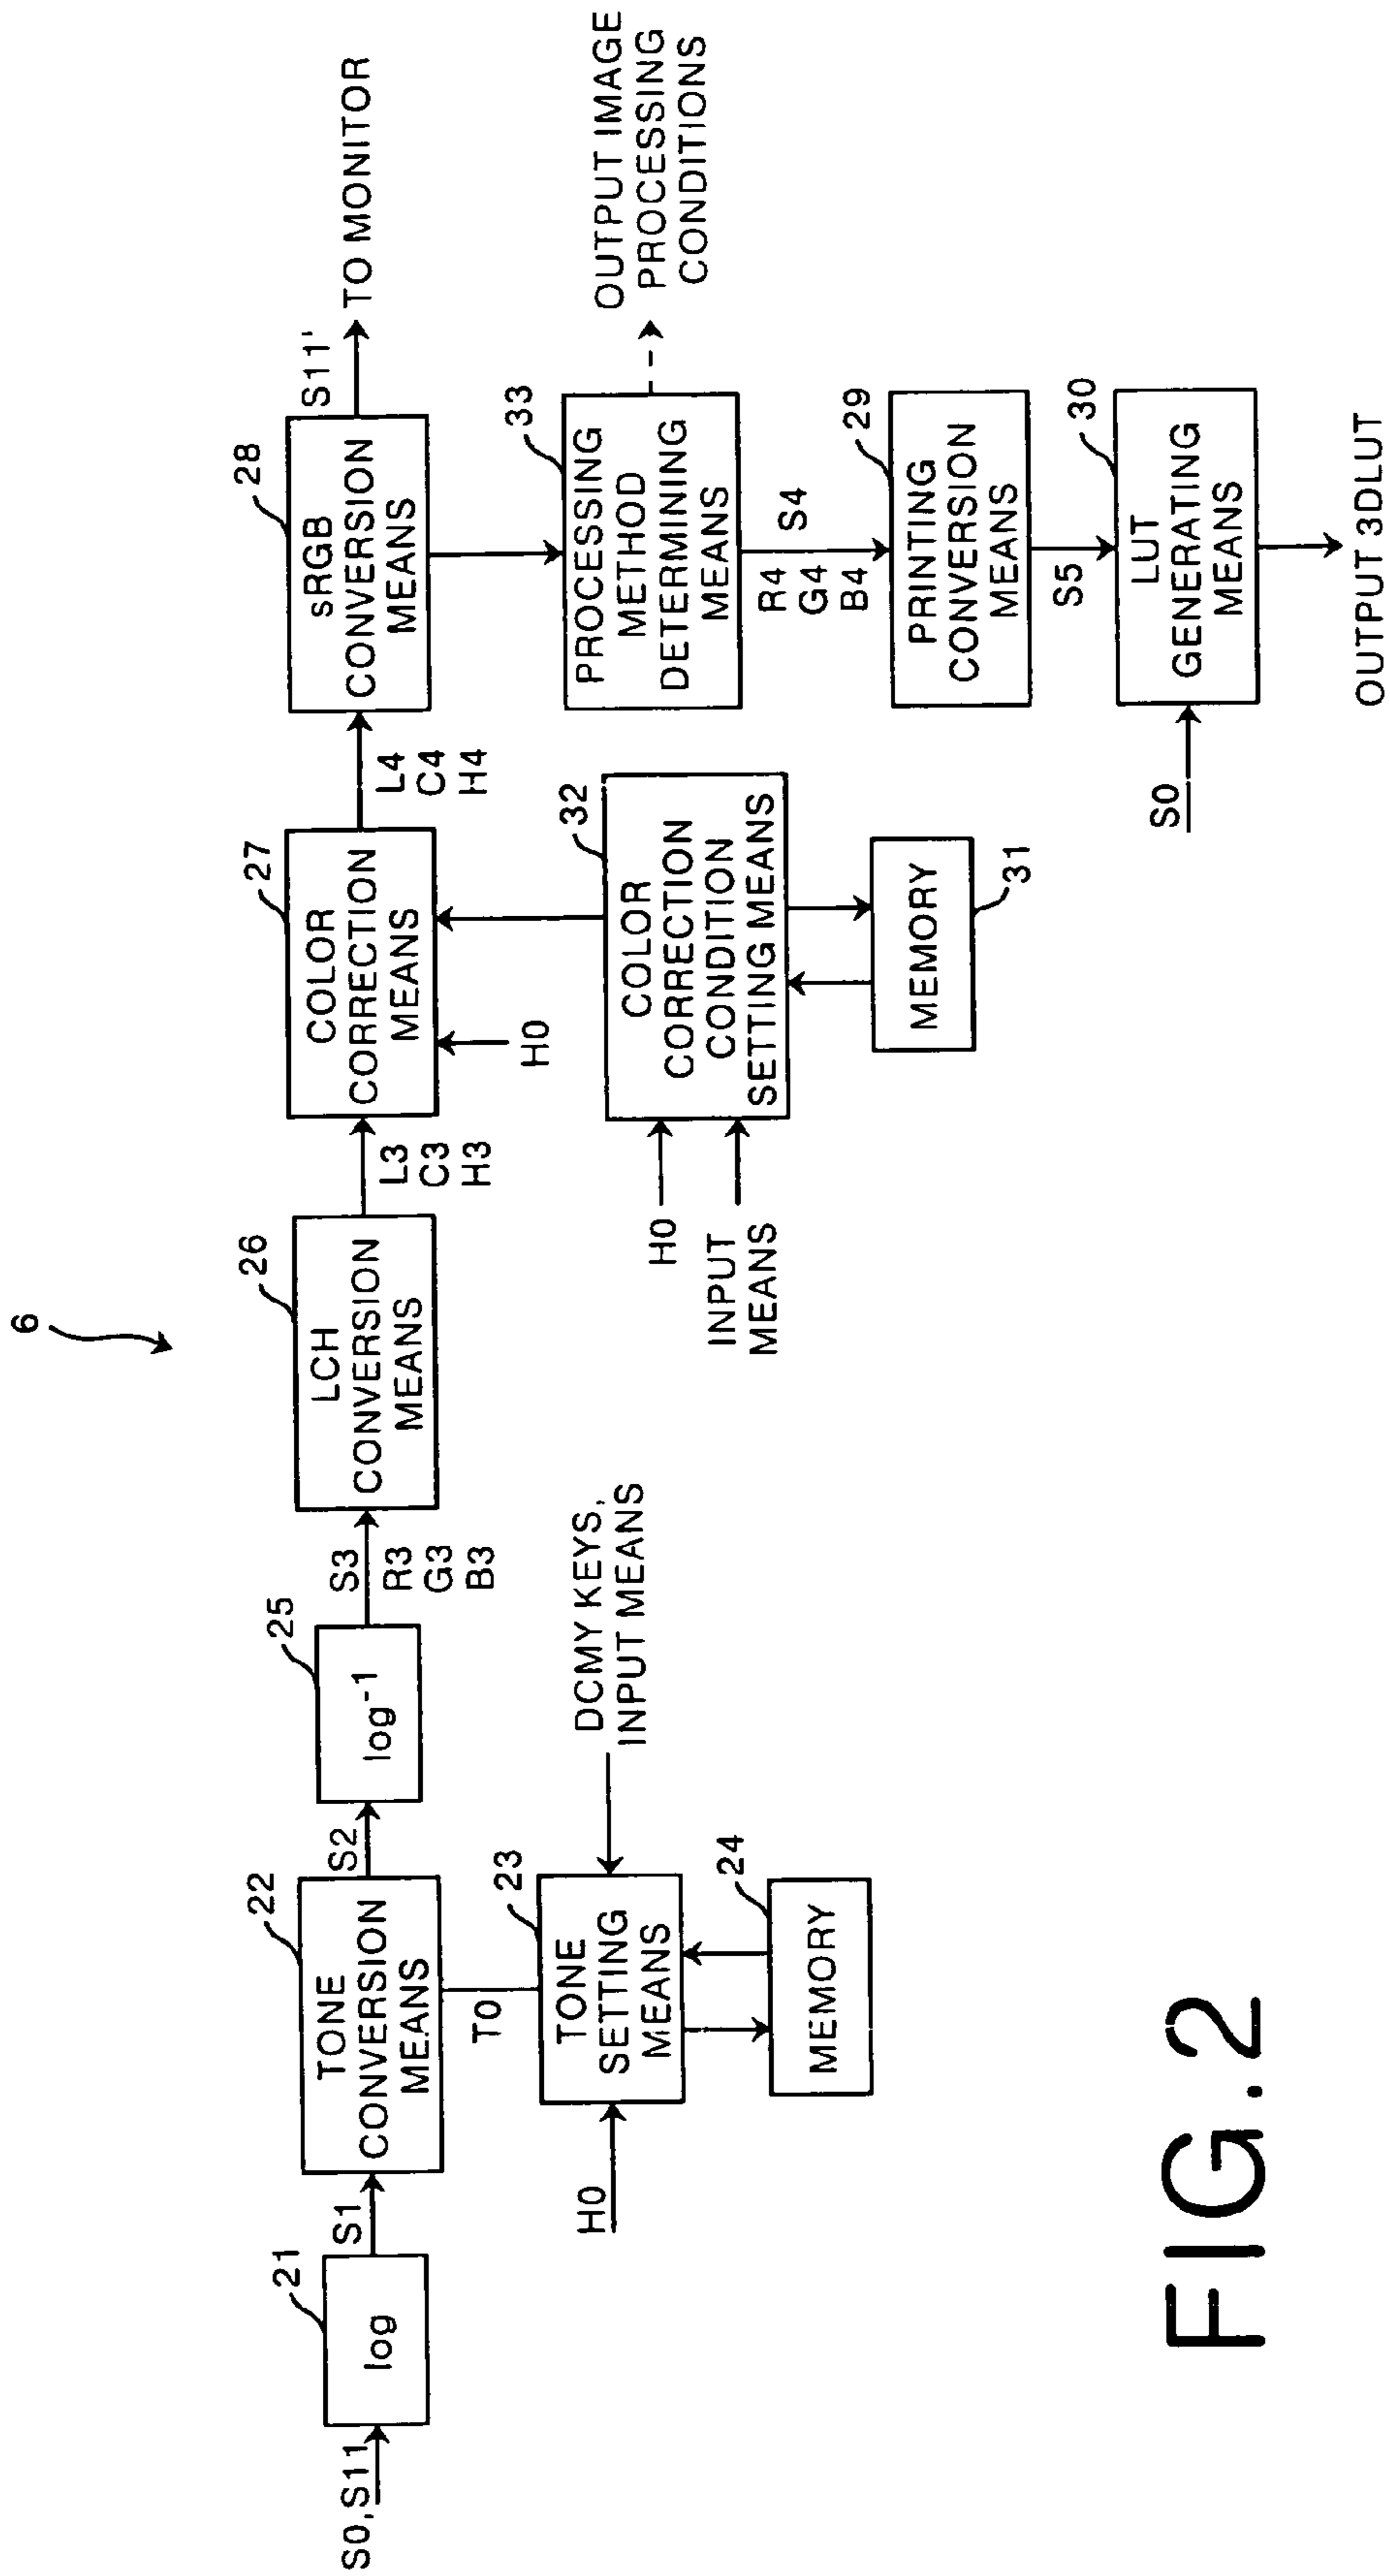 6
S0,S11
21
log
S1
22
TONE
CONVERSION
MEANS
S2
25
log-1
S3
R3
G3
B3
26
LCH
CONVERSION
MEANS
L3
C3
H3
27
COLOR
CORRECTION
MEANS
L4
C4
H4
28
sRGB
CONVERSION
MEANS
S11'
TO MONITOR
T0
H0
23
TONE
SETTING
MEANS
DCMY KEYS,
INPUT MEANS
24
MEMORY
H0
H0
INPUT
MEANS
32
COLOR
CORRECTION
CONDITION
SETTING MEANS
MEMORY
31
33
PROCESSING
METHOD
DETERMINING
MEANS
OUTPUT IMAGE
PROCESSING
CONDITIONS
R4
G4
B4
S4
29
PRINTING
CONVERSION
MEANS
S5
S0
30
LUT
GENERATING
MEANS
OUTPUT 3DLUT
FIG.2